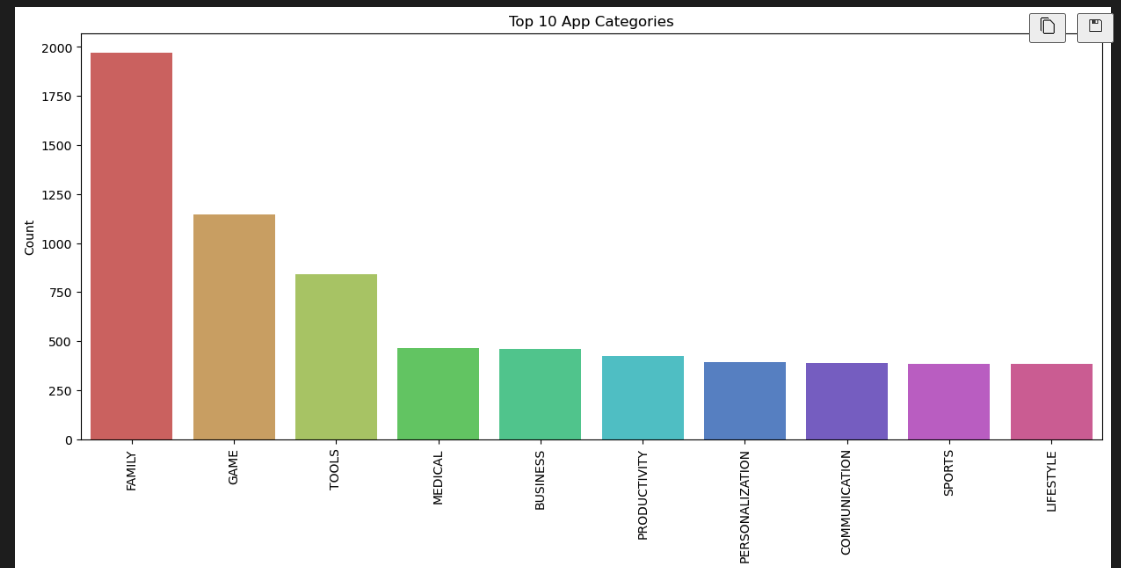 Top 10 App Categories
2000
1750
1500
1250
1000
750
500
250
0
Count
FAMILY
GAME
TOOLS
MEDICAL
BUSINESS
PRODUCTIVITY
PERSONALIZATION
COMMUNICATION
SPORTS
LIFESTYLE